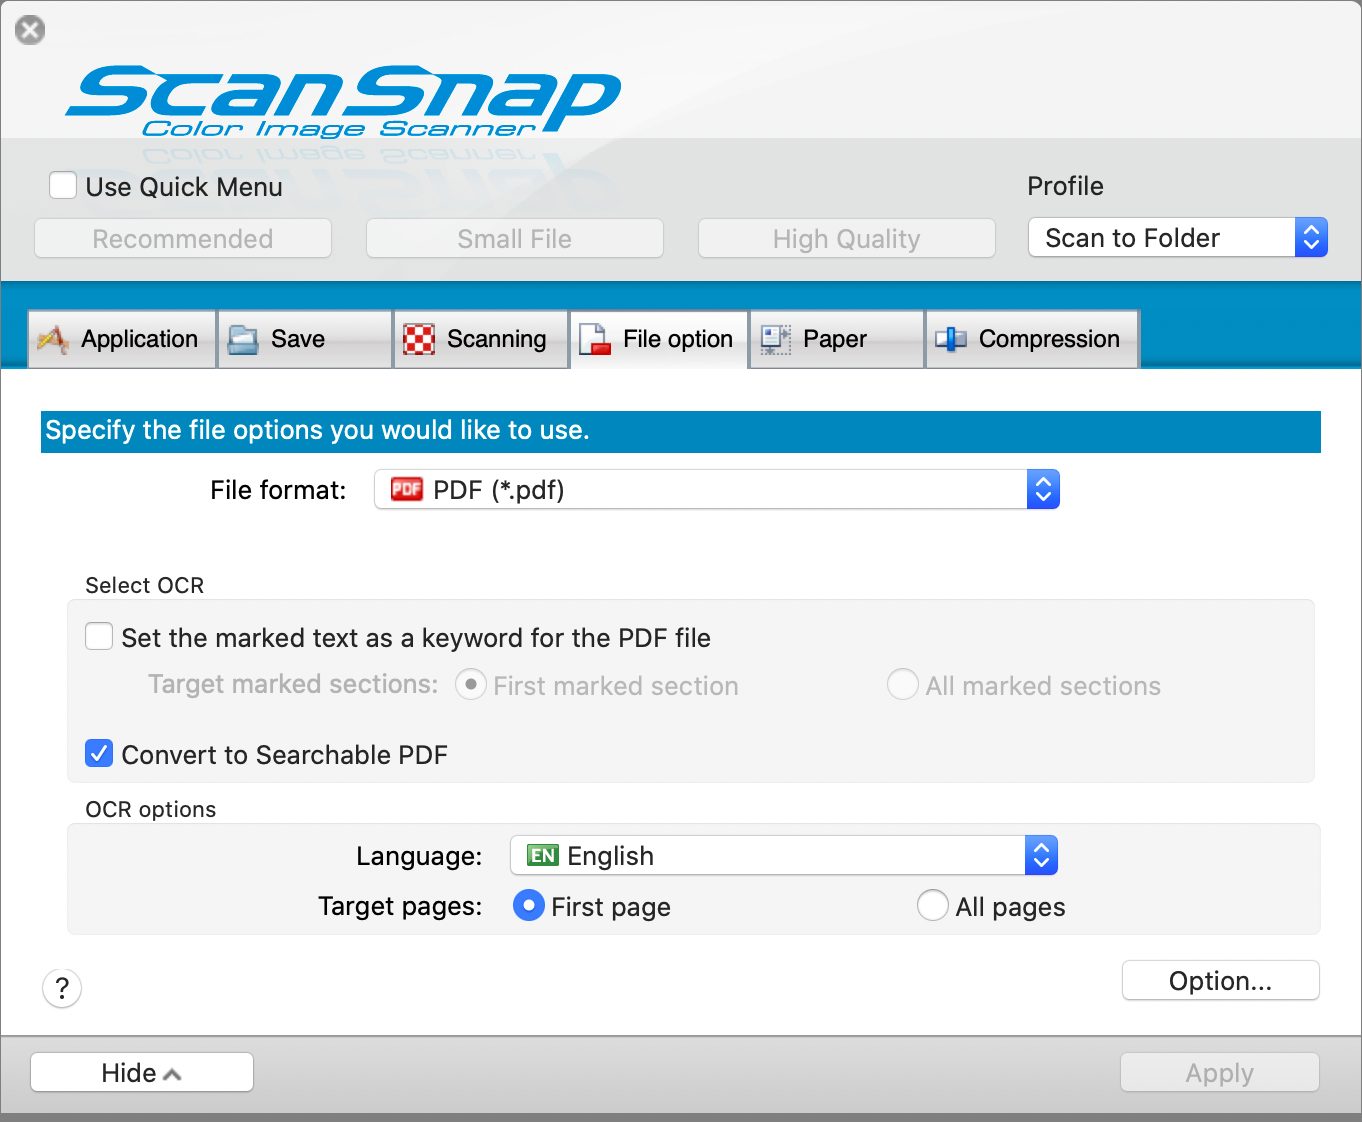 ScanSnap
Color Image Scanner
Use Quick Menu
Profile
Recommended
Small File
High Quality
Scan to Folder
Application
Save
Scanning
File option
Paper
Compression
Specify the file options you would like to use.
File format:
PDF PDF (*.pdf)
Select OCR
Set the marked text as a keyword for the PDF file
Target marked sections: First marked section All marked sections
Convert to Searchable PDF
OCR options
Language: EN English
Target pages: First page All pages
?
Option...
Hide
Apply